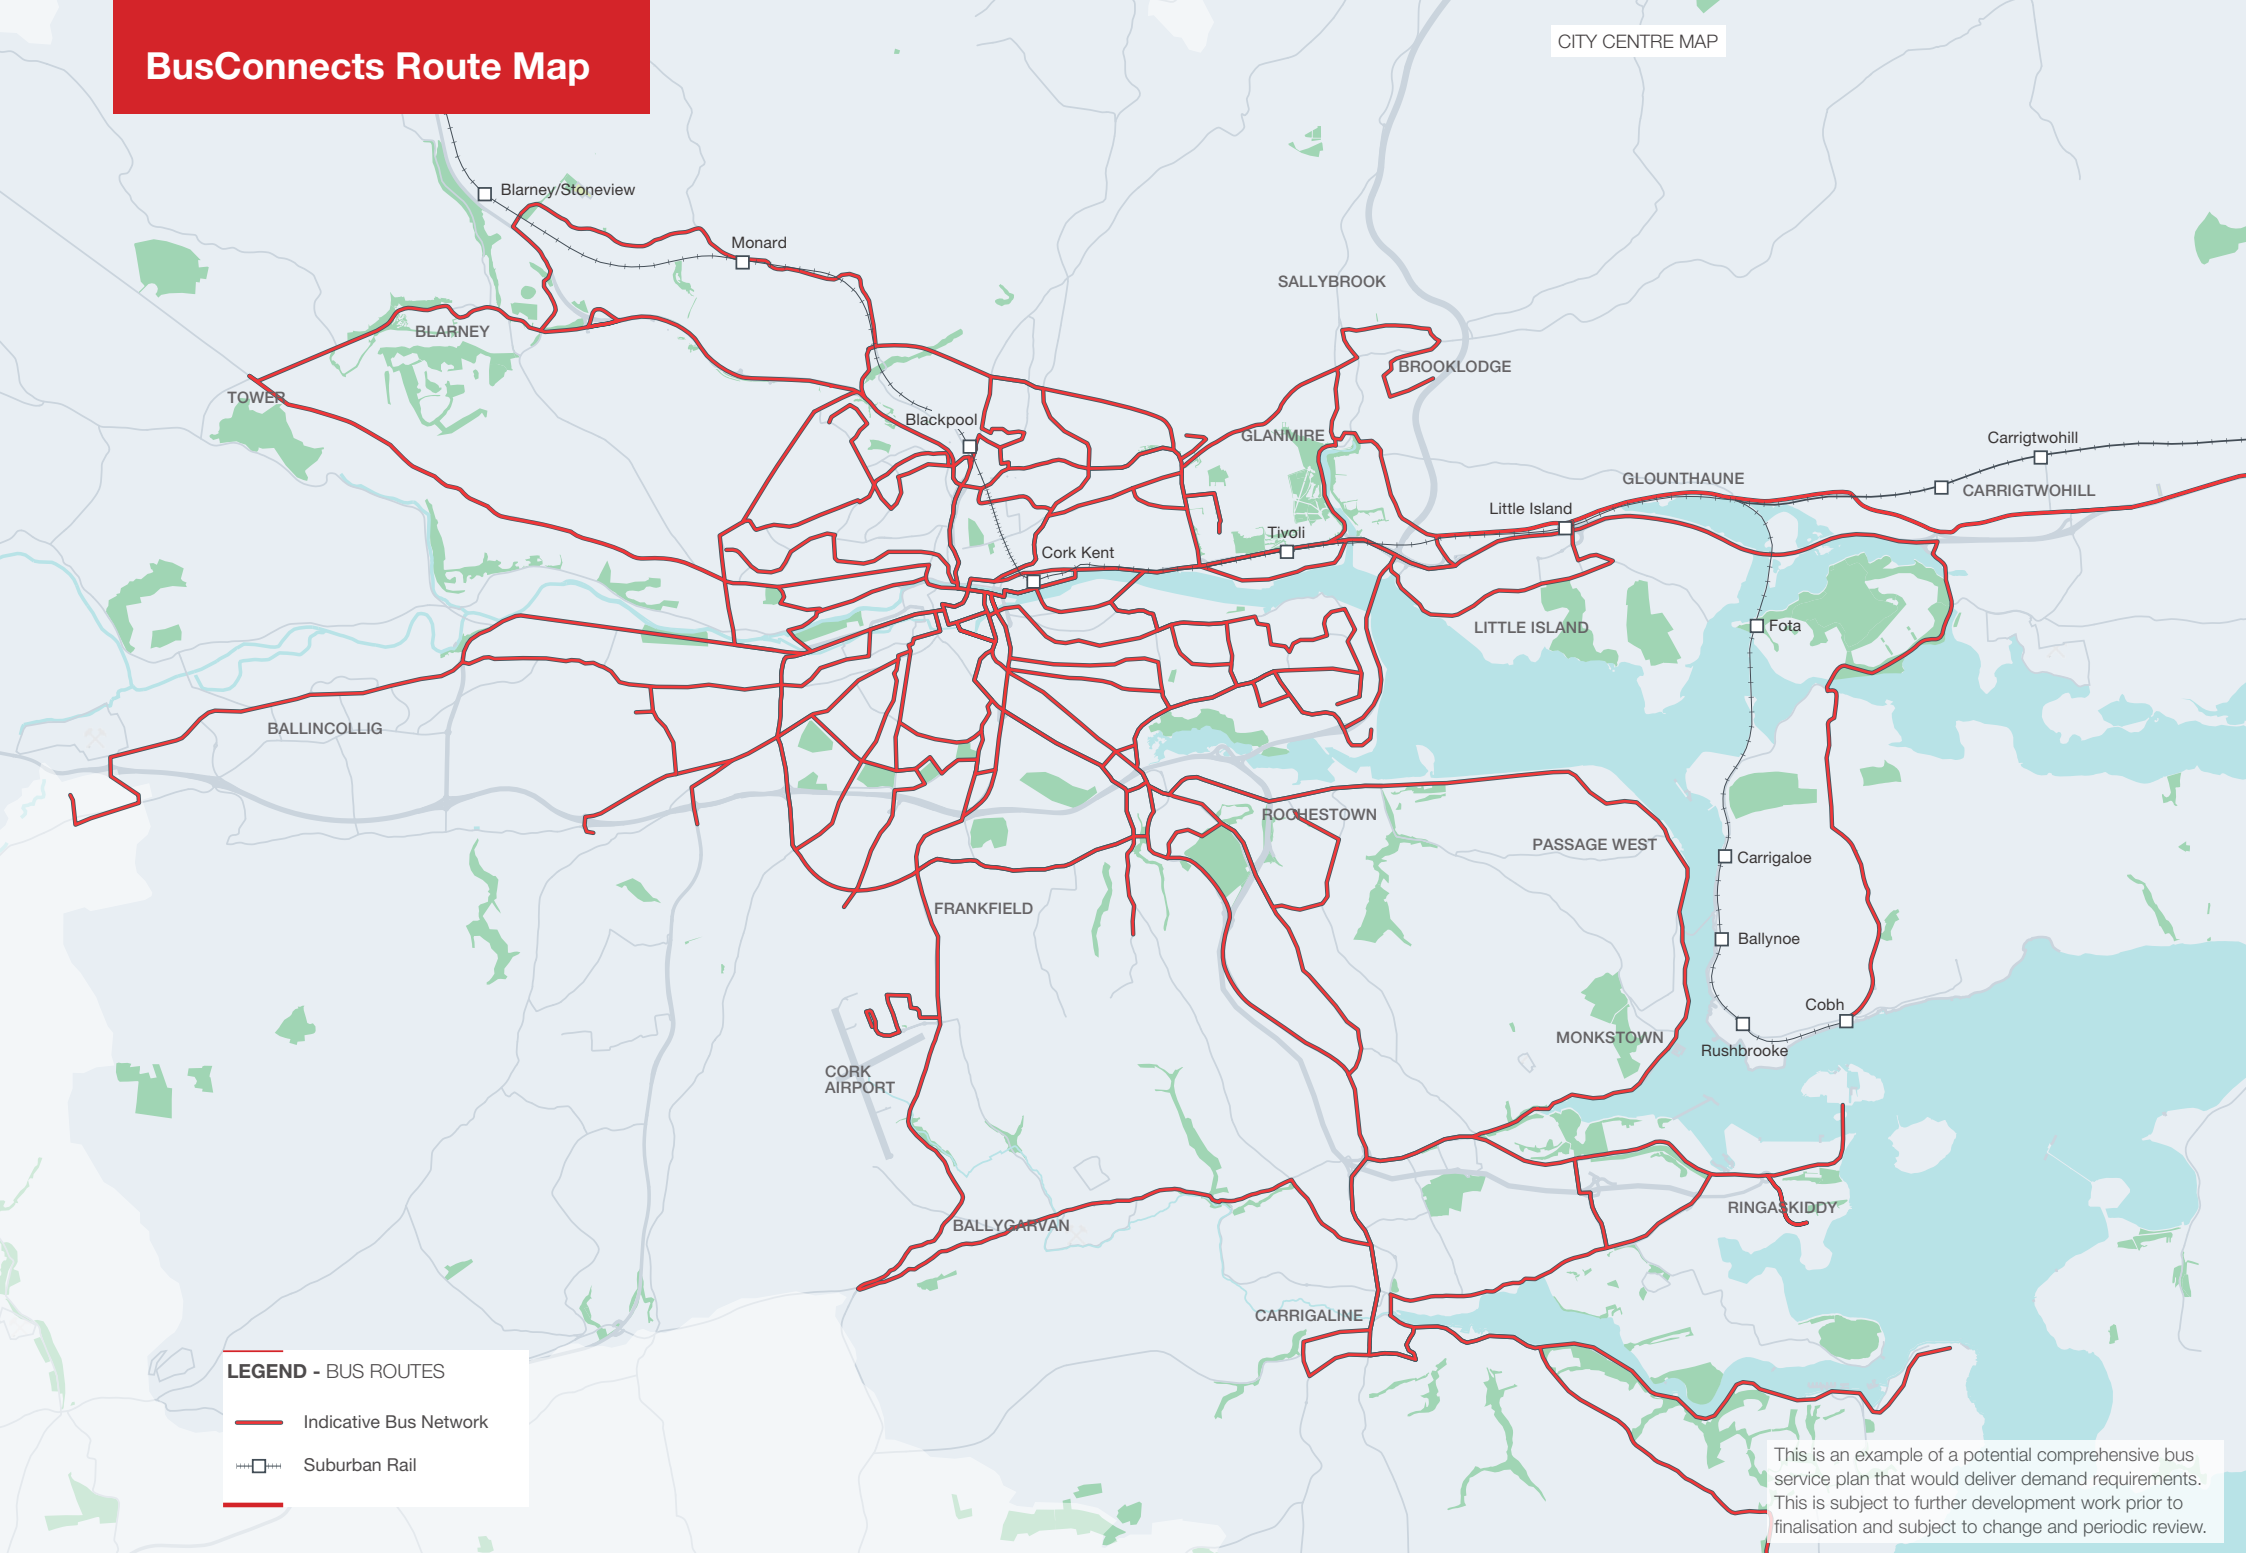 BusConnects Route Map
CITY CENTRE MAP
Blarney/Stoneview
Monard
SALLYBROOK
BLARNEY
BROOKLODGE
TOWER
Blackpool
GLANMIRE
Carrigtwohill
GLOUNTHAUNE
CARRIGTWOHILL
Little Island
Tivoli
Cork Kent
Fota
LITTLE ISLAND
BALLINCOLLIG
ROCHESTOWN
PASSAGE WEST
Carrigaloe
FRANKFIELD
Ballynoe
Cobh
MONKSTOWN
Rushbrooke
CORK
AIRPORT
RINGASKIDDY
BALLYGARVAN
CARRIGALINE
LEGEND - BUS ROUTES
Indicative Bus Network
Suburban Rail
This is an example of a potential comprehensive bus
service plan that would deliver demand requirements.
This is subject to further development work prior to
finalisation and subject to change and periodic review.